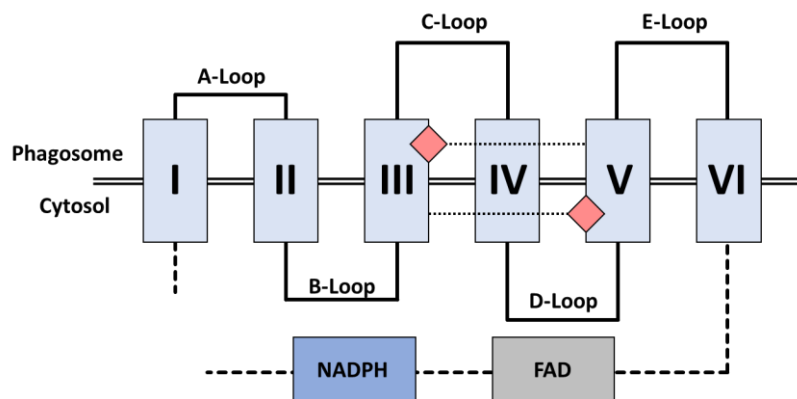 C-Loop
E-Loop
A-Loop
Phagosome
I
II
III
IV
V
VI
Cytosol
B-Loop
D-Loop
NADPH
FAD